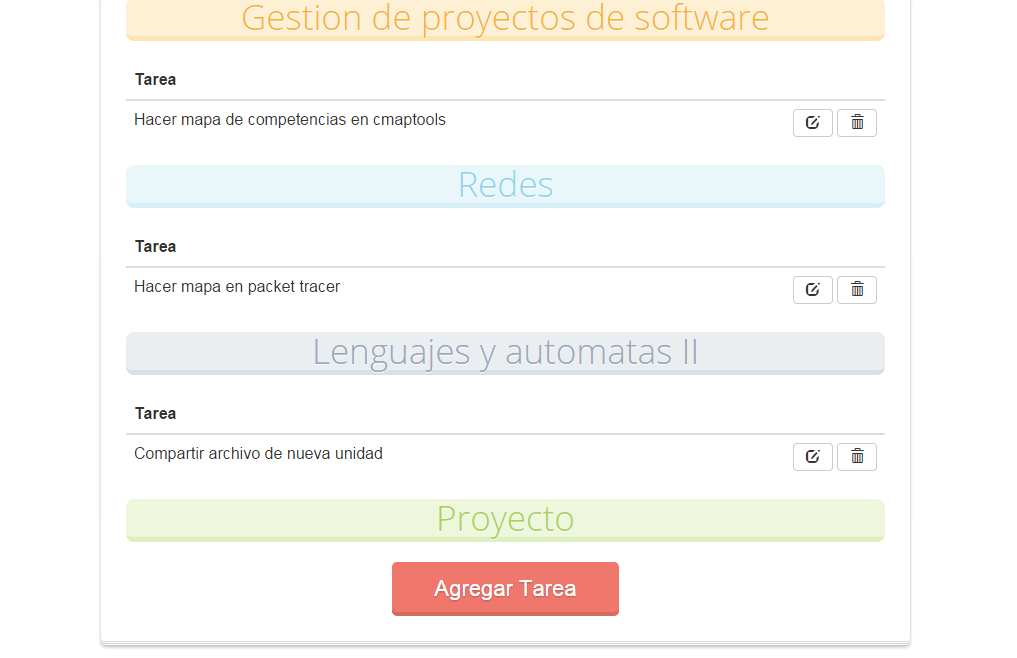 Gestion de proyectos de software
Tarea
Hacer mapa de competencias en cmaptools
Redes
Tarea
Hacer mapa en packet tracer
Lenguajes y automatas II
Tarea
Compartir archivo de nueva unidad
Proyecto
Agregar Tarea